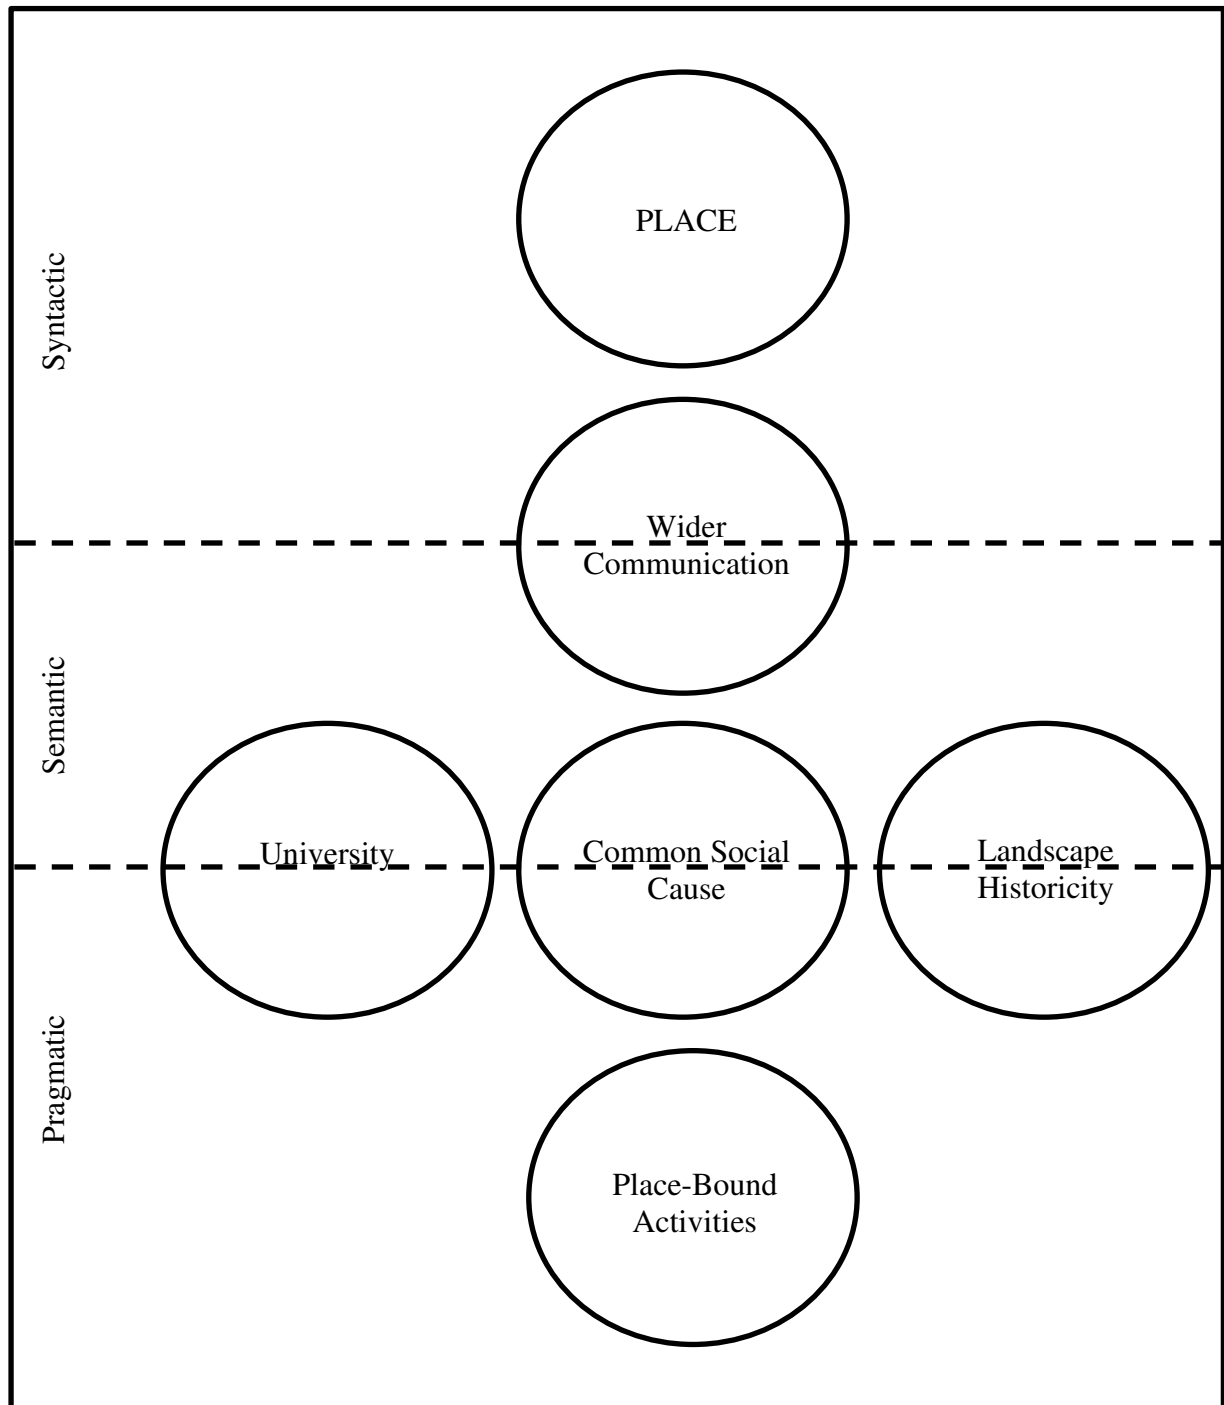 PLACE
Syntactic
Wider
Communication
Semantic
University
Common Social
Cause
Landscape
Historicity
Pragmatic
Place-Bound
Activities